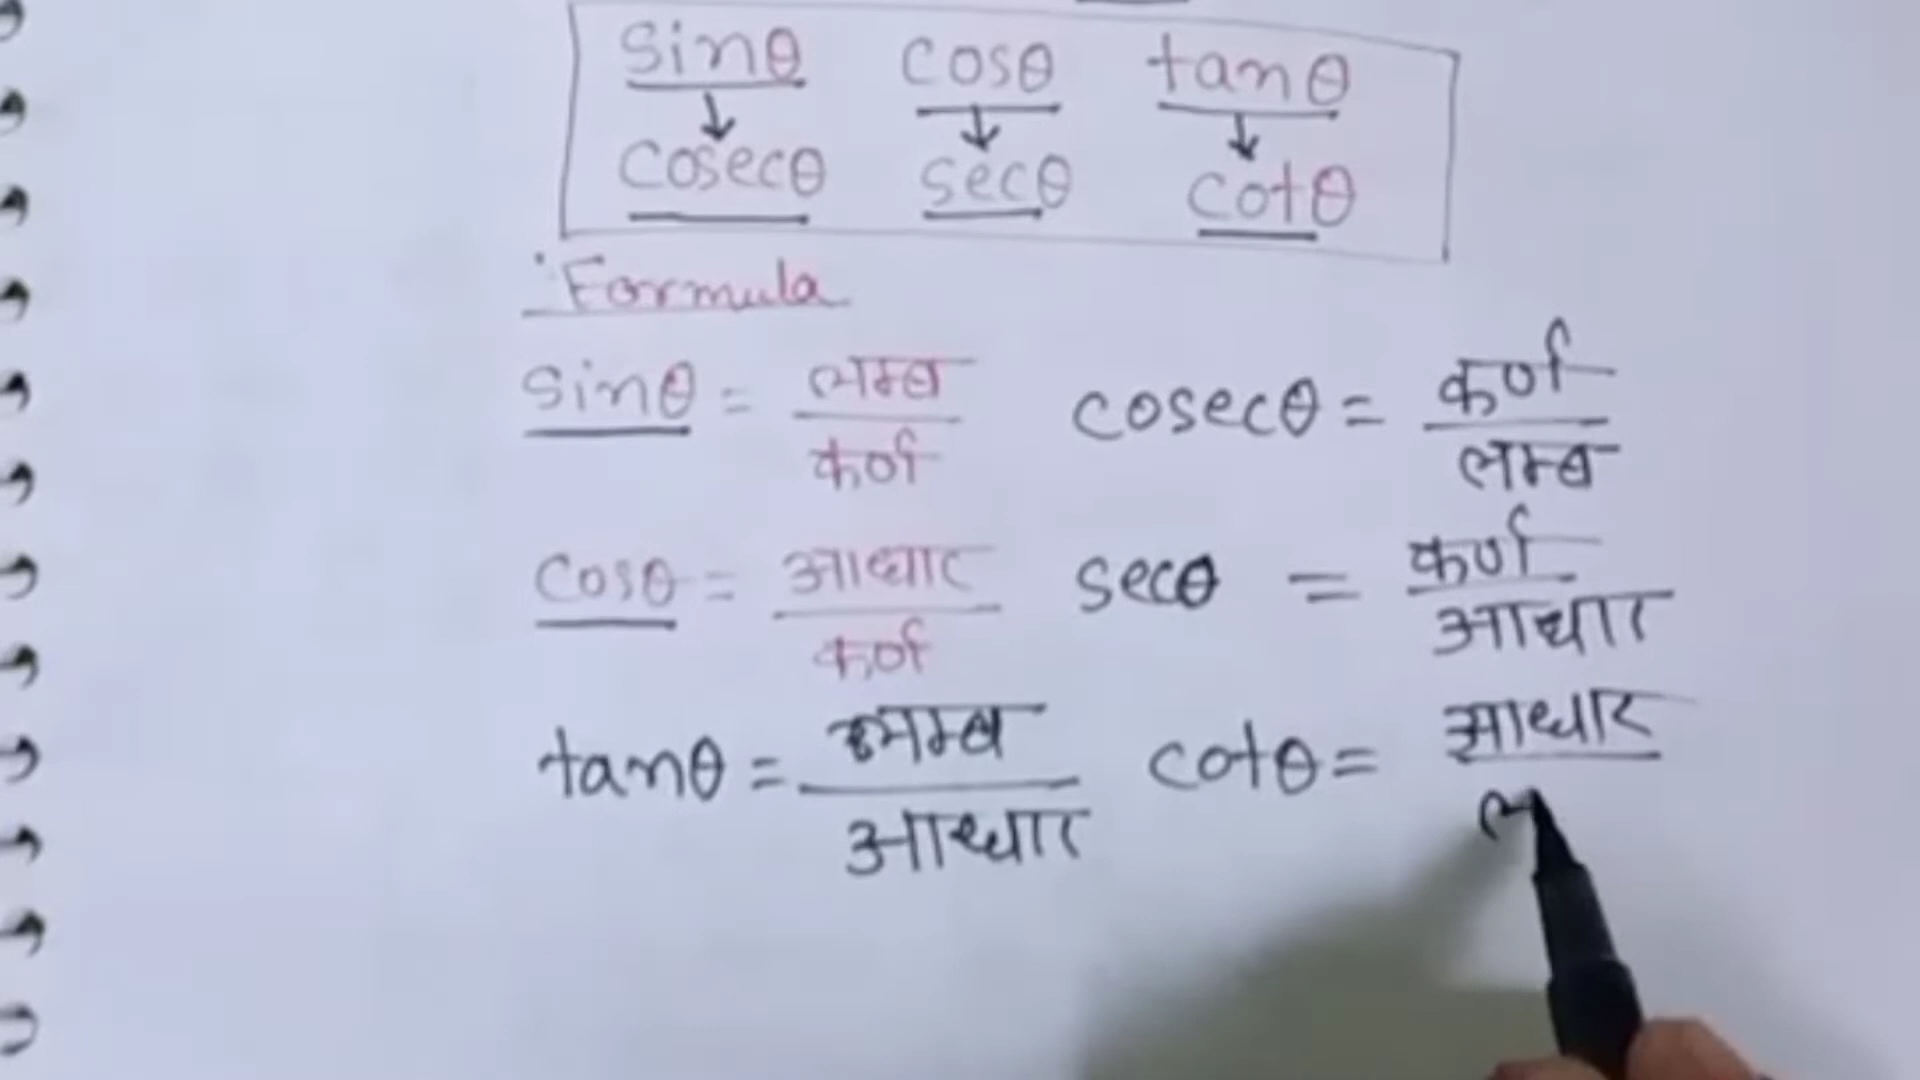 sinθ cosθ tanθ
↓ ↓ ↓
cosecθ secθ cotθ
Formula
sinθ = लम्ब/कर्ण cosecθ = कर्ण/लम्ब
cosθ = आधार/कर्ण secθ = कर्ण/आधार
tanθ = लम्ब/आधार cotθ = आधार/ल